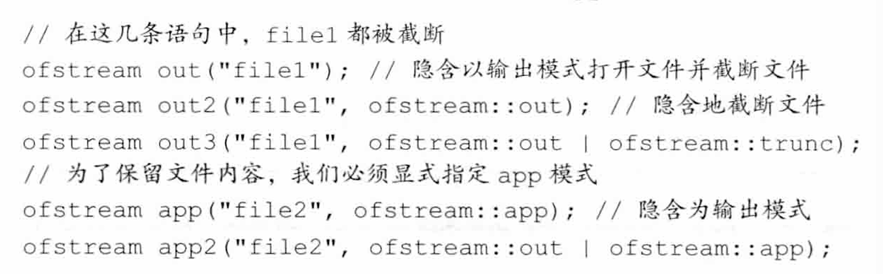 // 在这几条语句中，file1 都被截断
ofstream out("file1"); // 隐含以输出模式打开文件并截断文件
ofstream out2("file1", ofstream::out); // 隐含地截断文件
ofstream out3("file1", ofstream::out | ofstream::trunc);
// 为了保留文件内容，我们必须显式指定 app 模式
ofstream app("file2", ofstream::app); // 隐含为输出模式
ofstream app2("file2", ofstream::out | ofstream::app);